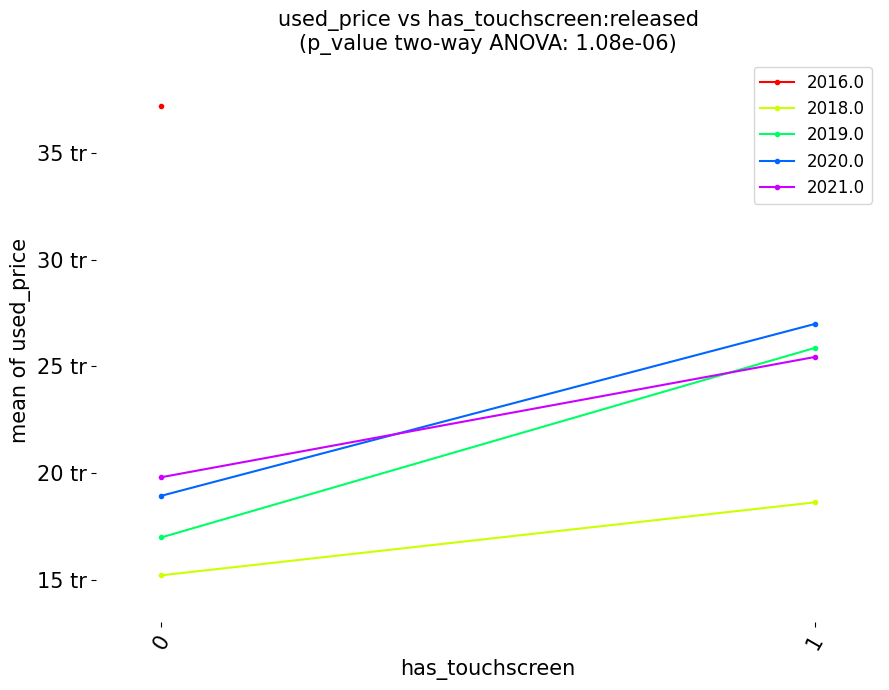 used_price vs has_touchscreen:released
(p_value two-way ANOVA: 1.08e-06)
2016.0
2018.0
2019.0
2020.0
2021.0
35 tr
30 tr
25 tr
20 tr
15 tr
mean of used_price
0
1
has_touchscreen